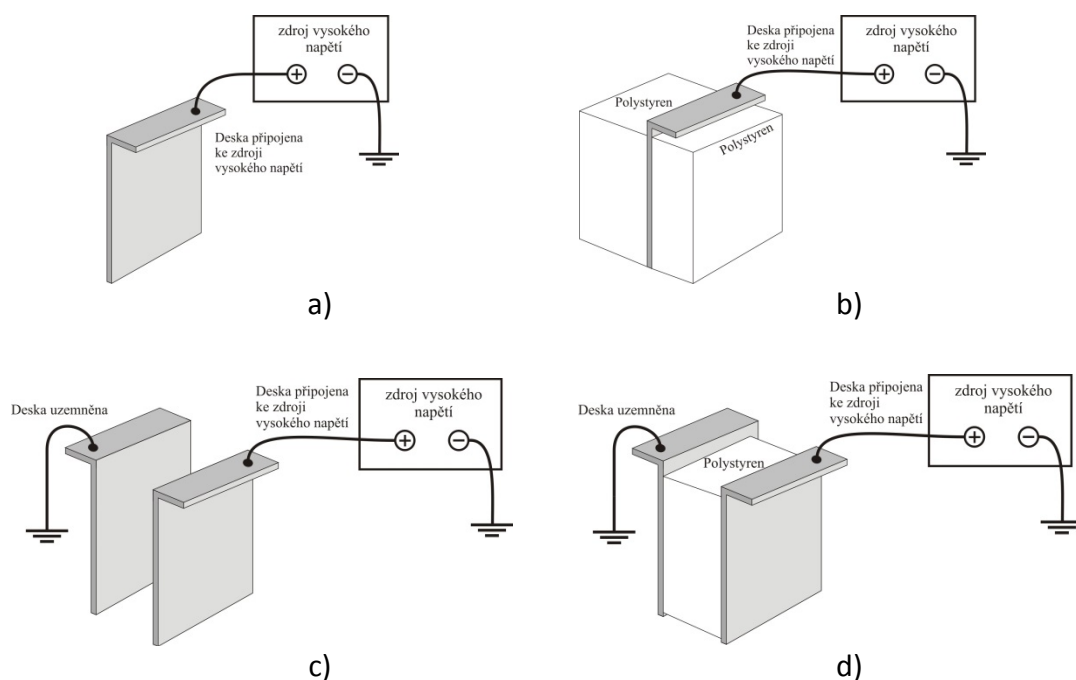 zdroj vysokého
napětí
+ −
Deska připojena
ke zdroji
vysokého napětí
a)
zdroj vysokého
napětí
+ −
Deska připojena
ke zdroji
vysokého napětí
Polystyren
Polystyren
b)
zdroj vysokého
napětí
+ −
Deska připojena
ke zdroji
vysokého napětí
Deska uzemněna
c)
zdroj vysokého
napětí
+ −
Deska připojena
ke zdroji
vysokého napětí
Deska uzemněna
Polystyren
d)